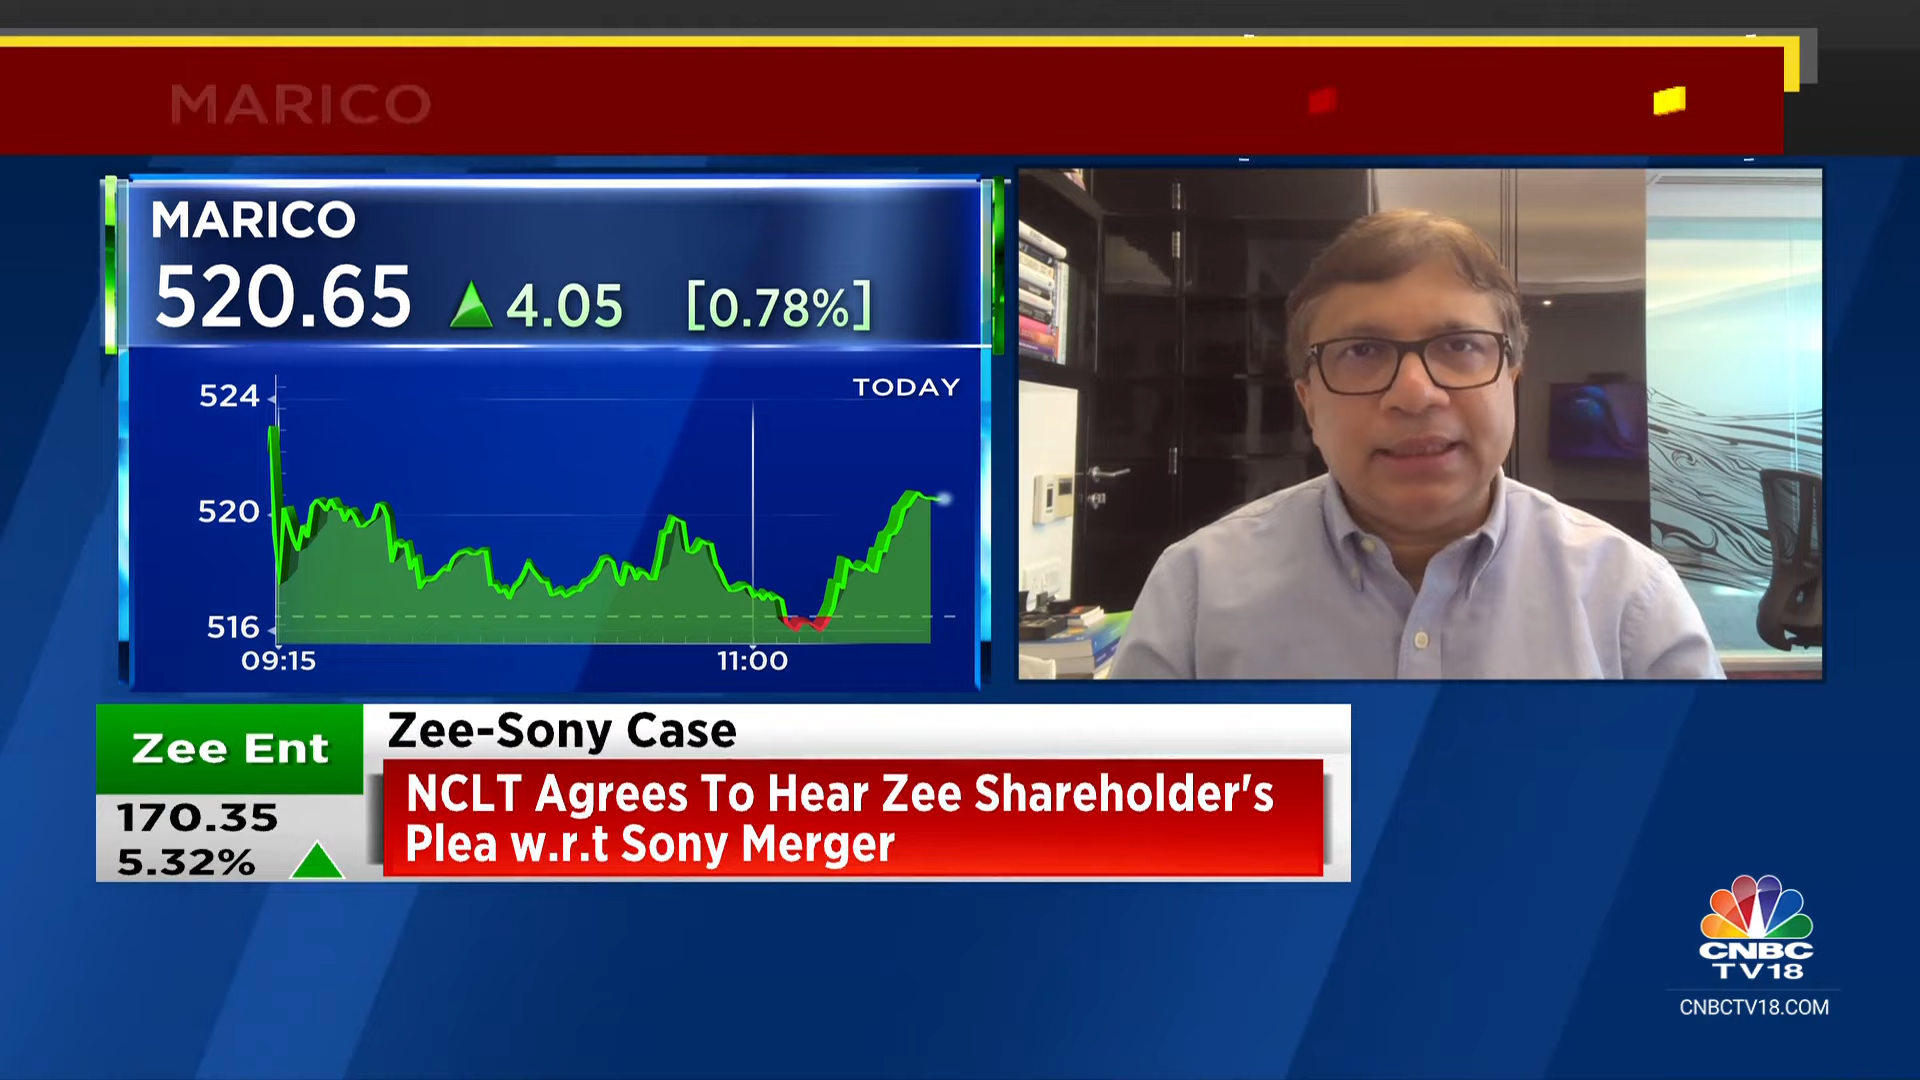 MARICO
MARICO
520.65 4.05 [0.78%]
TODAY
524
520
516
09:15 11:00
Zee Ent
170.35
5.32%
Zee-Sony Case
NCLT Agrees To Hear Zee Shareholder's
Plea w.r.t Sony Merger
CNBC
TV18
CNBCTV18.COM